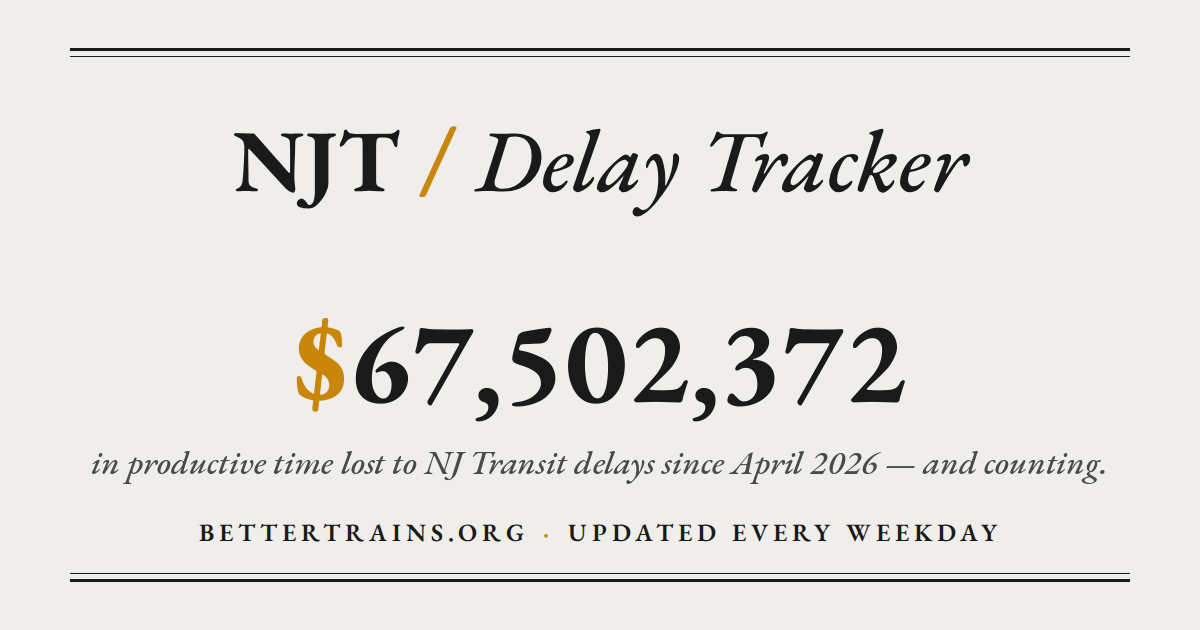 NJT / Delay Tracker
$67,502,372
in productive time lost to NJ Transit delays since April 2026 — and counting.
BETTERTRAINS.ORG · UPDATED EVERY WEEKDAY